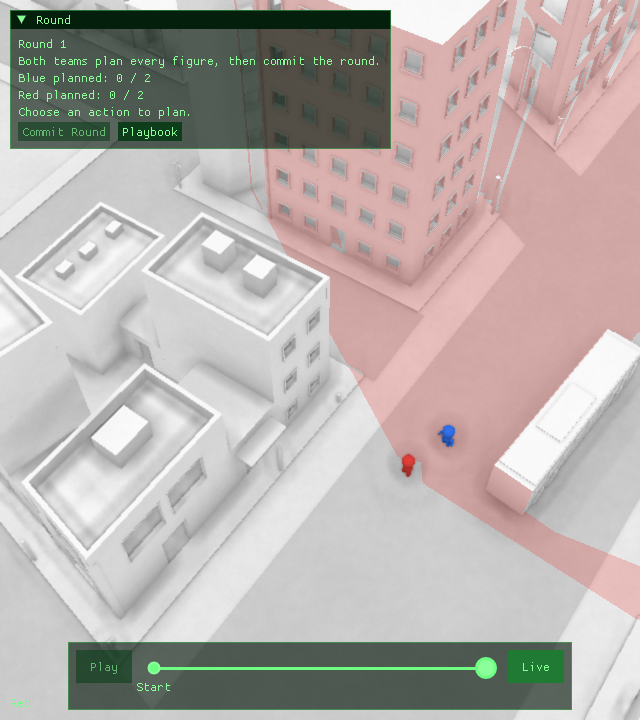 ▼ Round
Round 1
Both teams plan every figure, then commit the round.
Blue planned: 0 / 2
Red planned: 0 / 2
Choose an action to plan.
Commit Round Playbook
Play
Live
Start